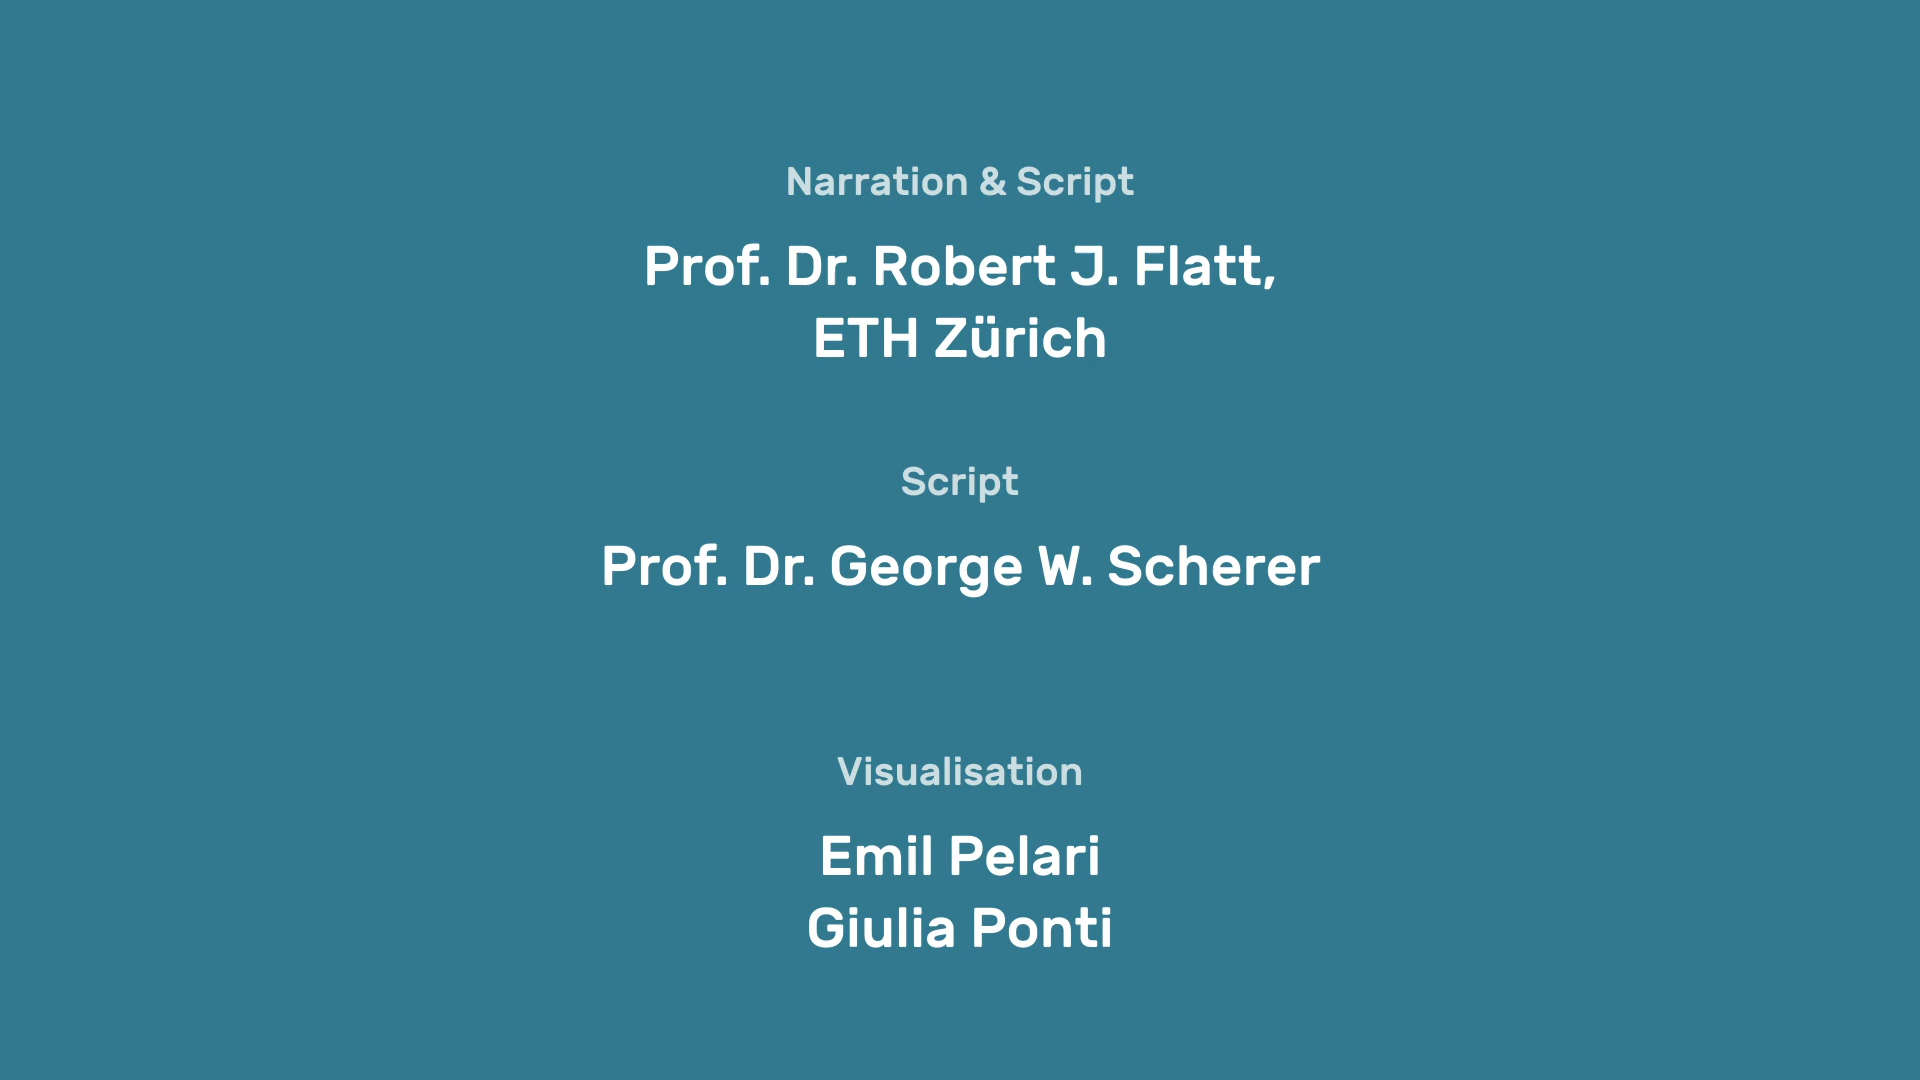 Narration & Script
Prof. Dr. Robert J. Flatt,
ETH Zürich
Script
Prof. Dr. George W. Scherer
Visualisation
Emil Pelari
Giulia Ponti